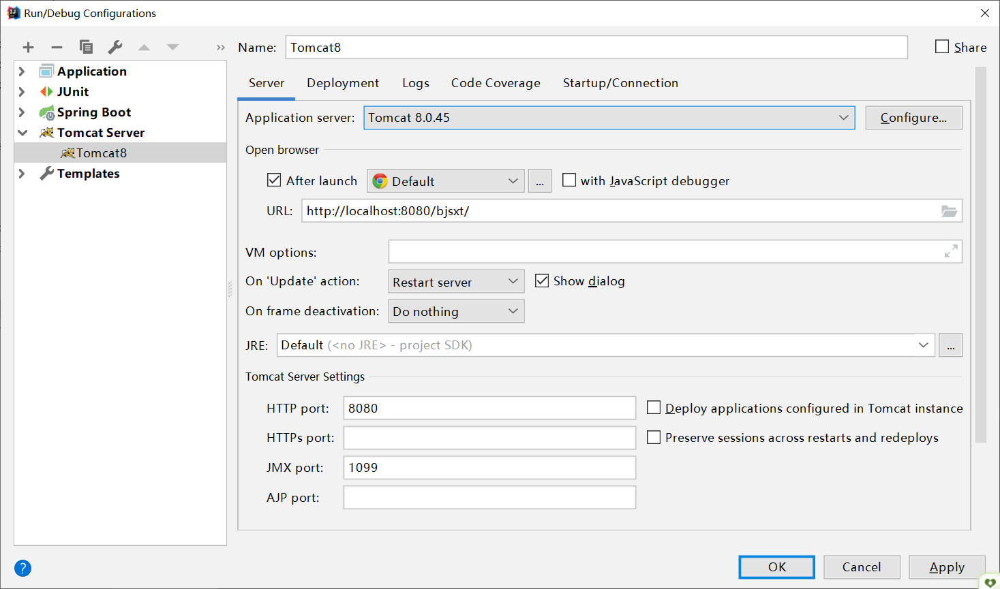 Run/Debug Configurations
Name: Tomcat8 Share
Application
JUnit
Spring Boot
Tomcat Server
Tomcat8
Templates
Server Deployment Logs Code Coverage Startup/Connection
Application server: Tomcat 8.0.45 Configure...
Open browser
After launch Default ... with JavaScript debugger
URL: http://localhost:8080/bjsxt/
VM options:
On 'Update' action: Restart server Show dialog
On frame deactivation: Do nothing
JRE: Default (<no JRE> - project SDK) ...
Tomcat Server Settings
HTTP port: 8080 Deploy applications configured in Tomcat instance
HTTPs port: Preserve sessions across restarts and redeploys
JMX port: 1099
AJP port:
? OK Cancel Apply